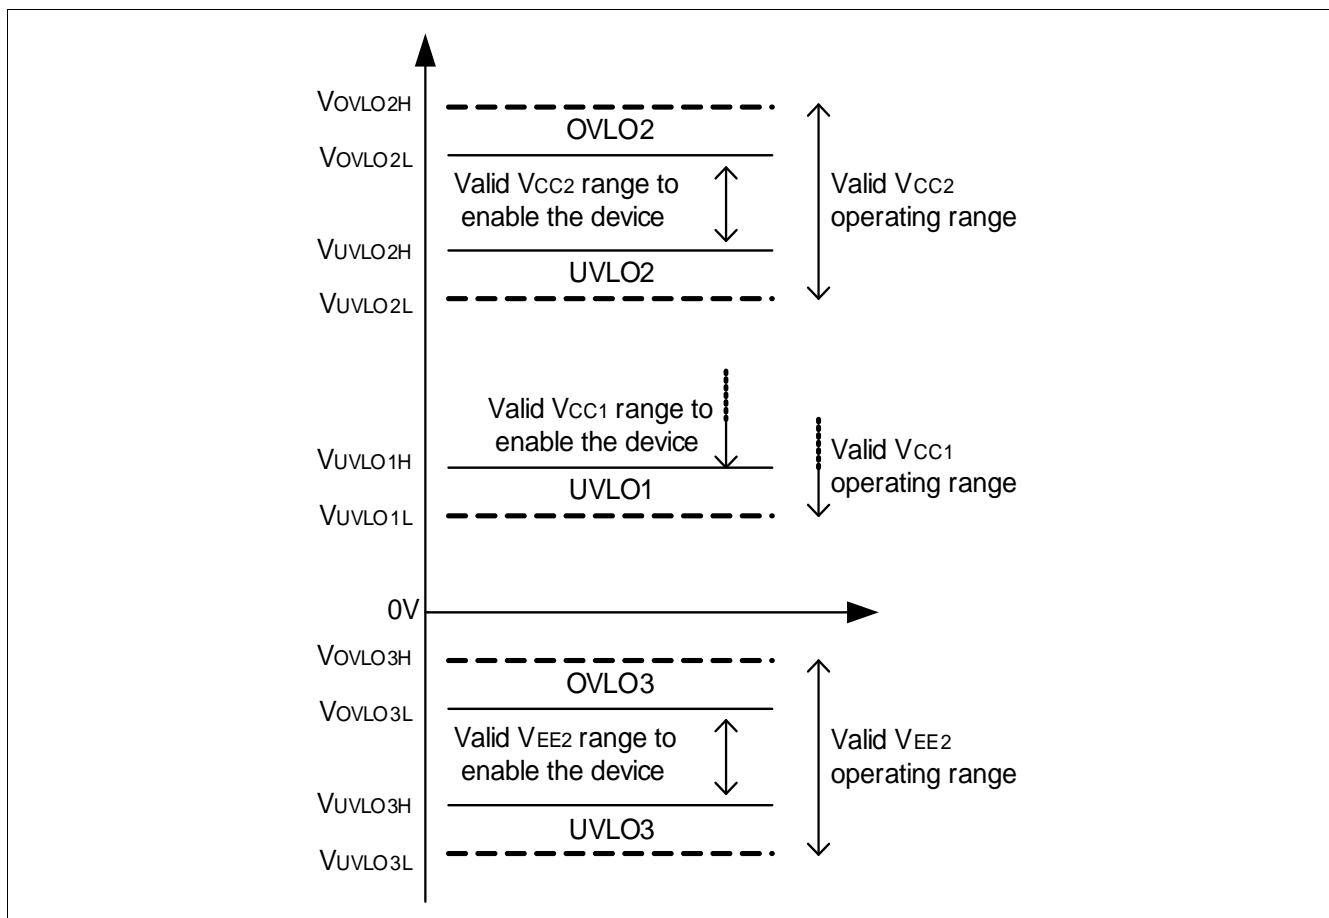 VOVLO2H
OVLO2
VOVLO2L
Valid VCC2 range to
enable the device
Valid VCC2
operating range
VUVLO2H
UVLO2
VUVLO2L
Valid VCC1 range to
enable the device
Valid VCC1
operating range
VUVLO1H
UVLO1
VUVLO1L
0V
VOVLO3H
OVLO3
VOVLO3L
Valid VEE2 range to
enable the device
Valid VEE2
operating range
VUVLO3H
UVLO3
VUVLO3L